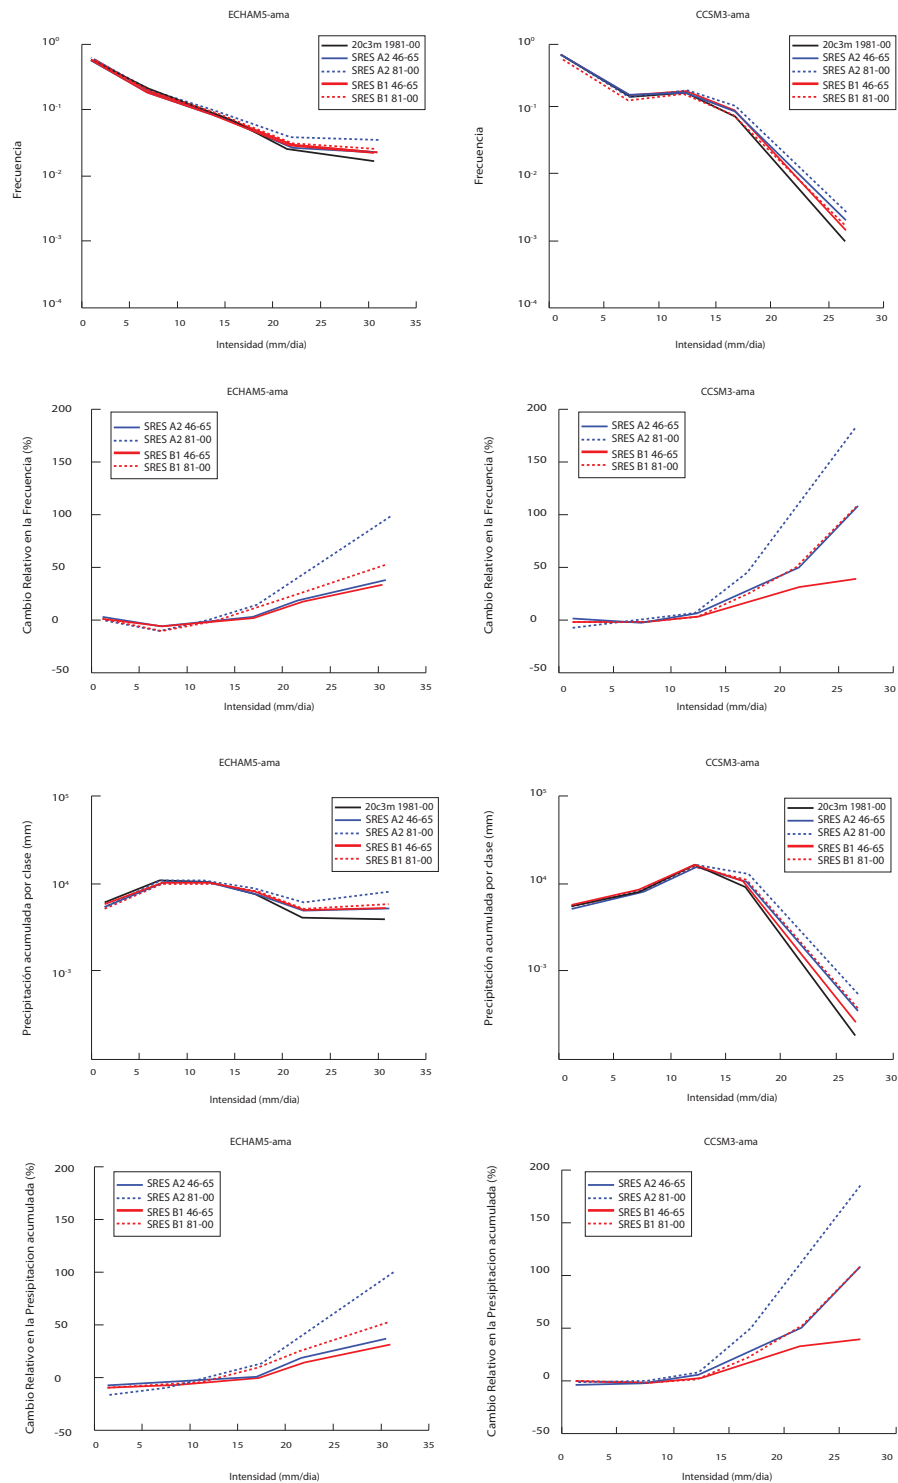 ECHAM5-ama
10⁰
10⁻¹
10⁻²
10⁻³
10⁻⁴
Frecuencia
20c3m 1981-00
SRES A2 46-65
SRES A2 81-00
SRES B1 46-65
SRES B1 81-00
0 5 10 15 20 25 30 35
Intensidad (mm/dia)
CCSM3-ama
10⁰
10⁻¹
10⁻²
10⁻³
10⁻⁴
Frecuencia
20c3m 1981-00
SRES A2 46-65
SRES A2 81-00
SRES B1 46-65
SRES B1 81-00
0 5 10 15 20 25 30
Intensidad (mm/dia)
ECHAM5-ama
200
150
100
50
0
-50
Cambio Relativo en la Frecuencia (%)
SRES A2 46-65
SRES A2 81-00
SRES B1 46-65
SRES B1 81-00
0 5 10 15 20 25 30 35
Intensidad (mm/dia)
CCSM3-ama
200
150
100
50
0
-50
Cambio Relativo en la Frecuencia (%)
SRES A2 46-65
SRES A2 81-00
SRES B1 46-65
SRES B1 81-00
0 5 10 15 20 25 30
Intensidad (mm/dia)
ECHAM5-ama
10⁵
10⁴
10⁻³
Precipitación acumulada por clase (mm)
20c3m 1981-00
SRES A2 46-65
SRES A2 81-00
SRES B1 46-65
SRES B1 81-00
0 5 10 15 20 25 30 35
Intensidad (mm/dia)
CCSM3-ama
10⁵
10⁴
10⁻³
Precipitación acumulada por clase (mm)
20c3m 1981-00
SRES A2 46-65
SRES A2 81-00
SRES B1 46-65
SRES B1 81-00
0 5 10 15 20 25 30
Intensidad (mm/dia)
ECHAM5-ama
200
150
100
50
0
-50
Cambio Relativo en la Presipitacion acumulada (%)
SRES A2 46-65
SRES A2 81-00
SRES B1 46-65
SRES B1 81-00
0 5 10 15 20 25 30 35
Intensidad (mm/dia)
CCSM3-ama
200
150
100
50
0
-50
Cambio Relativo en la Presipitacion acumulada (%)
SRES A2 46-65
SRES A2 81-00
SRES B1 46-65
SRES B1 81-00
0 5 10 15 20 25 30
Intensidad (mm/dia)